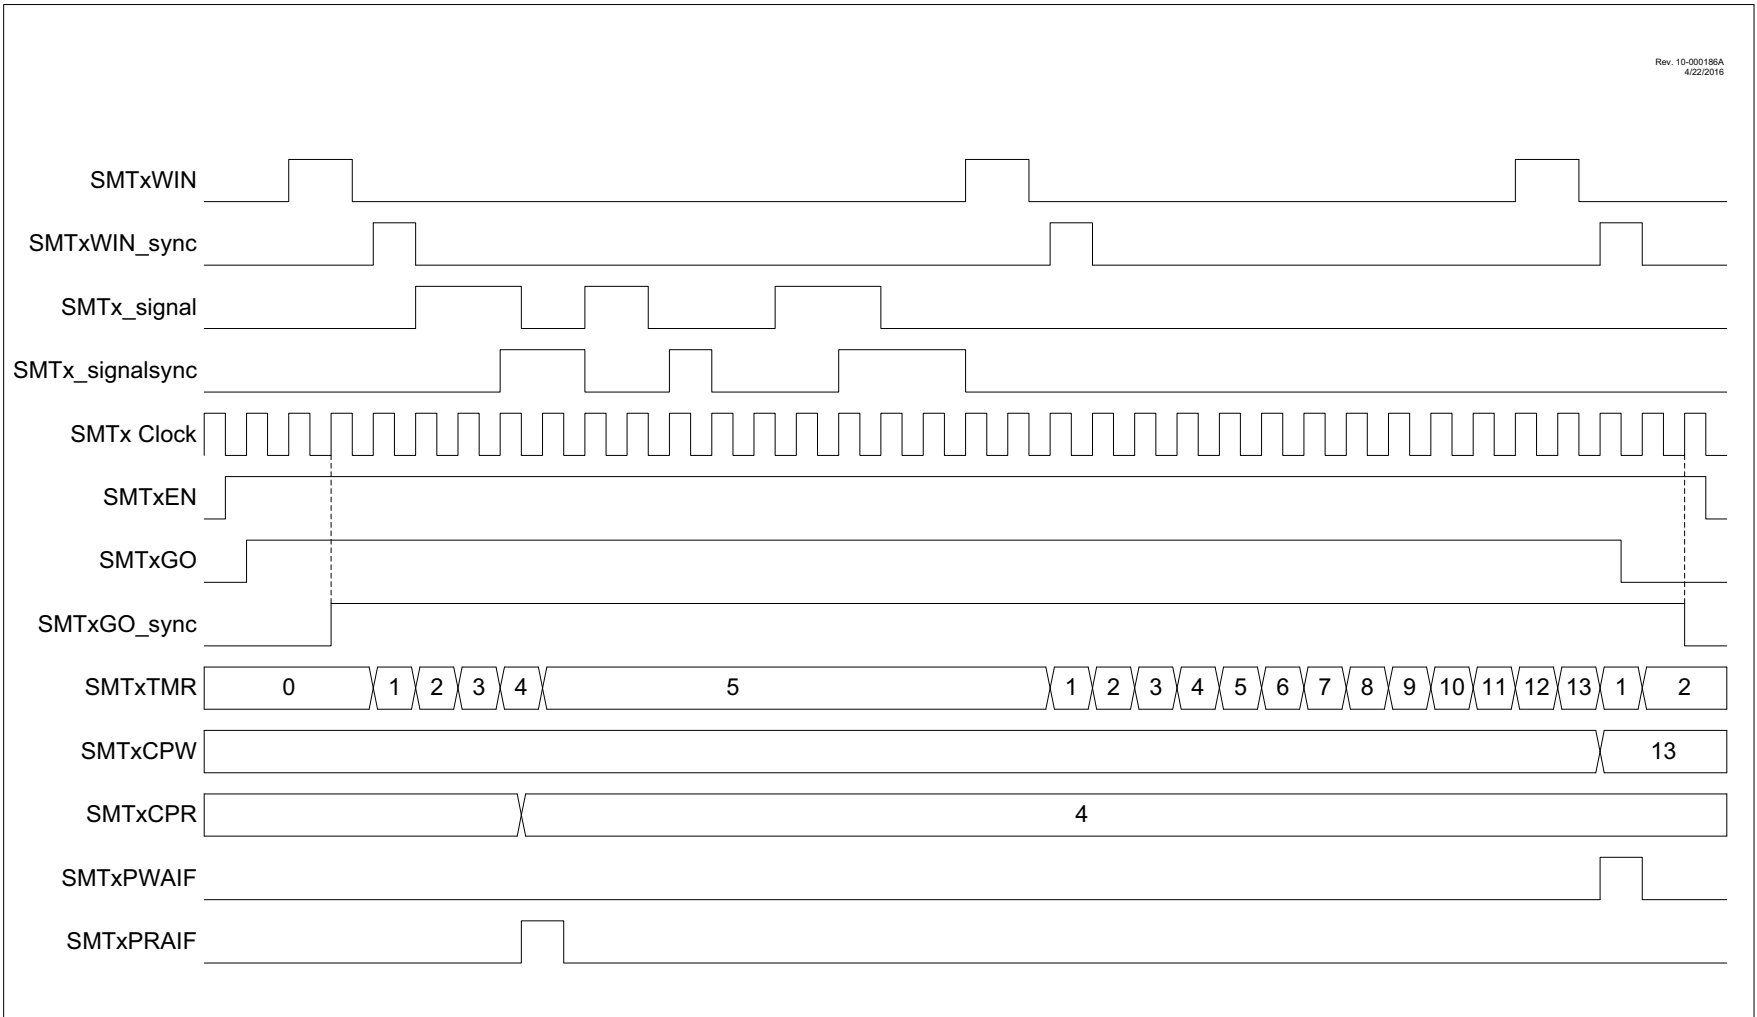 Rev. 10-000186A
4/22/2016
SMTxWIN
SMTxWIN_sync
SMTx_signal
SMTx_signalsync
SMTx Clock
SMTxEN
SMTxGO
SMTxGO_sync
SMTxTMR 0 1 2 3 4 5 1 2 3 4 5 6 7 8 9 10 11 12 13 1 2
SMTxCPW 13
SMTxCPR 4
SMTxPWAIF
SMTxPRAIF